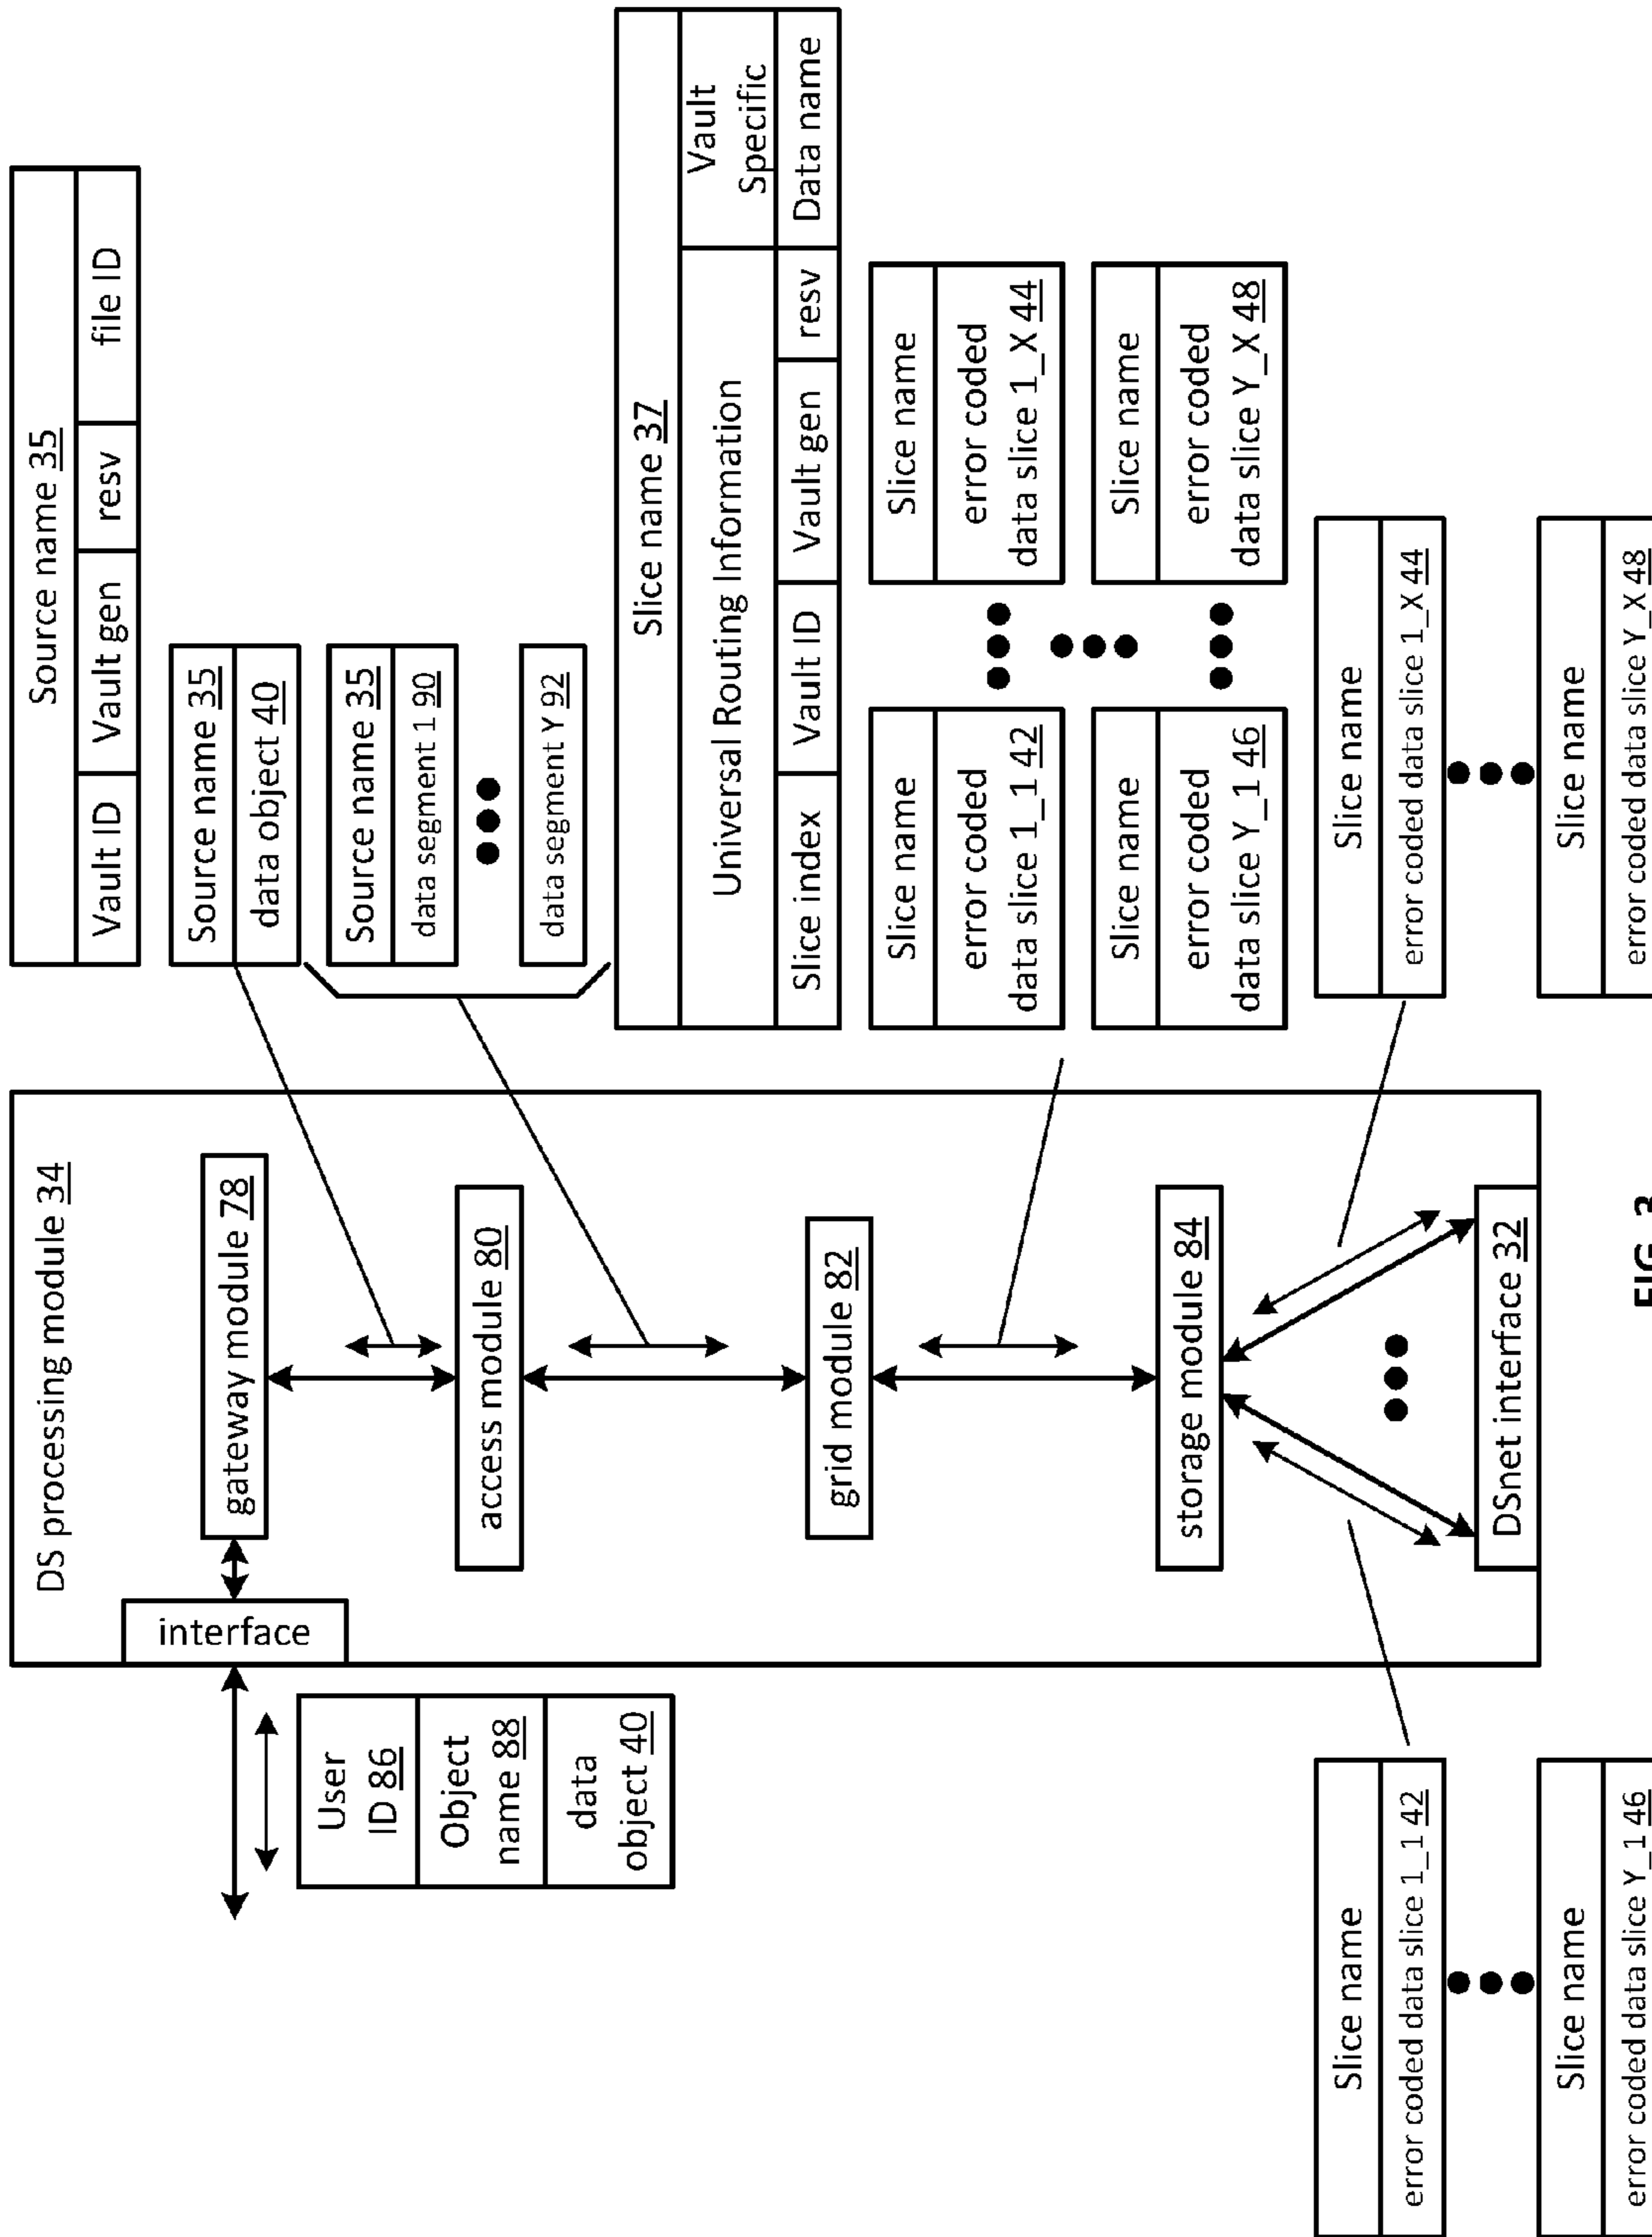 DS processing module 34
interface
gateway module 78
access module 80
grid module 82
storage module 84
DSnet interface 32
User
ID 86
Object
name 88
data
object 40
Source name 35
Vault ID
Vault gen
resv
file ID
Source name 35
data object 40
Source name 35
data segment 1 90
data segment Y 92
Slice name 37
Universal Routing Information
Vault
Specific
Slice index
Vault ID
Vault gen
resv
Data name
Slice name
error coded
data slice 1_1 42
Slice name
error coded
data slice 1_X 44
Slice name
error coded
data slice Y_1 46
Slice name
error coded
data slice Y_X 48
Slice name
error coded data slice 1_1 42
Slice name
error coded data slice Y_1 46
Slice name
error coded data slice 1_X 44
Slice name
error coded data slice Y_X 48
FIG. 3